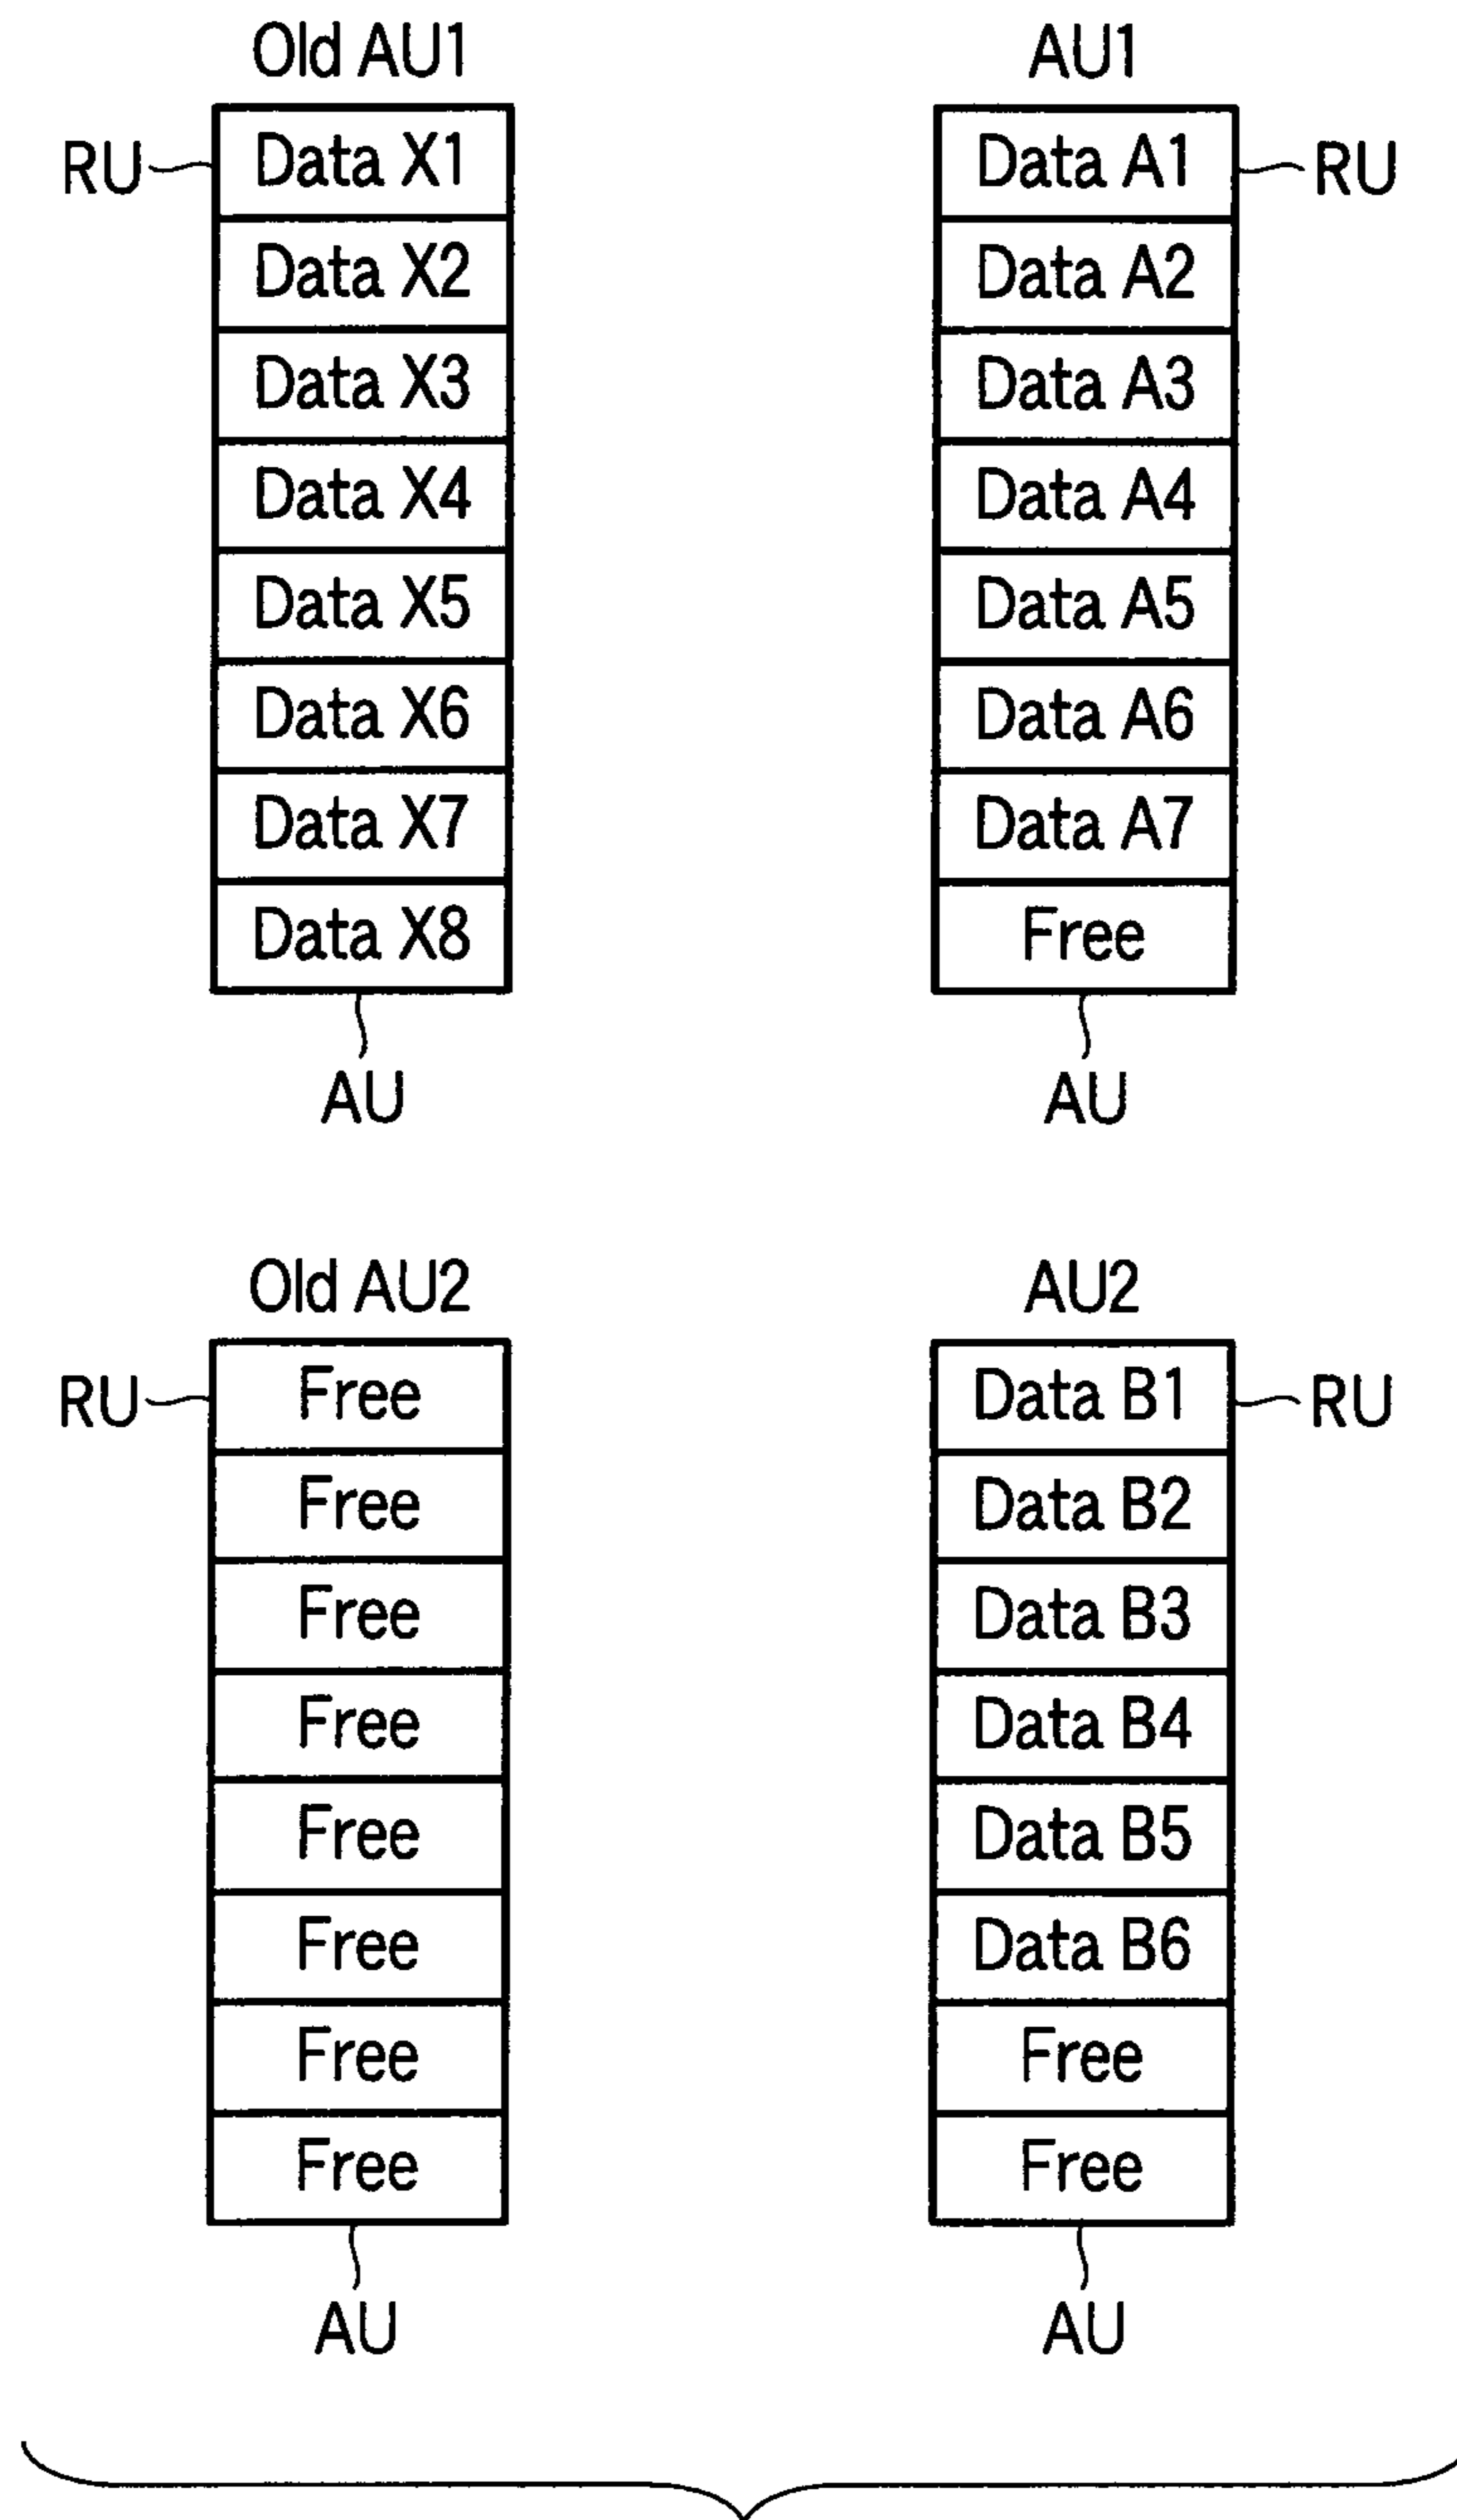 Old AU1
RU
Data X1
Data X2
Data X3
Data X4
Data X5
Data X6
Data X7
Data X8
AU
AU1
Data A1
RU
Data A2
Data A3
Data A4
Data A5
Data A6
Data A7
Free
AU
Old AU2
RU
Free
Free
Free
Free
Free
Free
Free
Free
AU
AU2
Data B1
RU
Data B2
Data B3
Data B4
Data B5
Data B6
Free
Free
AU